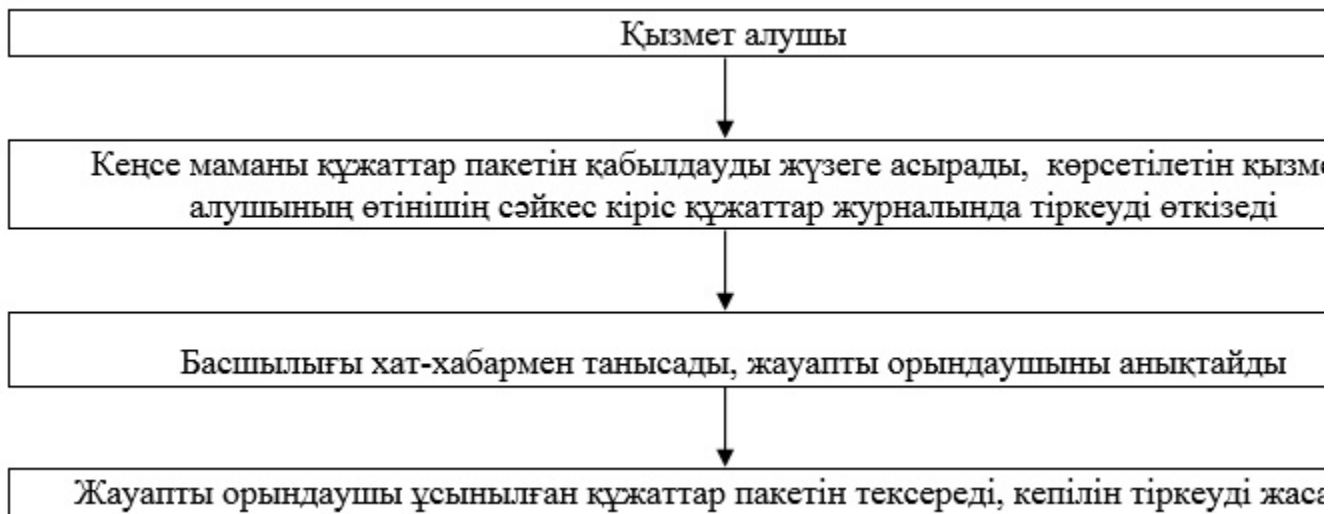 Қызмет алушы
Кеңсе маманы құжаттар пакетін қабылдауды жүзеге асырады, көрсетілетін
алушының өтінішің сәйкес кіріс құжаттар журналында тіркеуді өткізеді
Басшылығы хат-хабармен танысады, жауапты орындаушыны анықтайды
Жауапты орындаушы ұсынылған құжаттар пакетін тексереді, кепілін тіркеуді